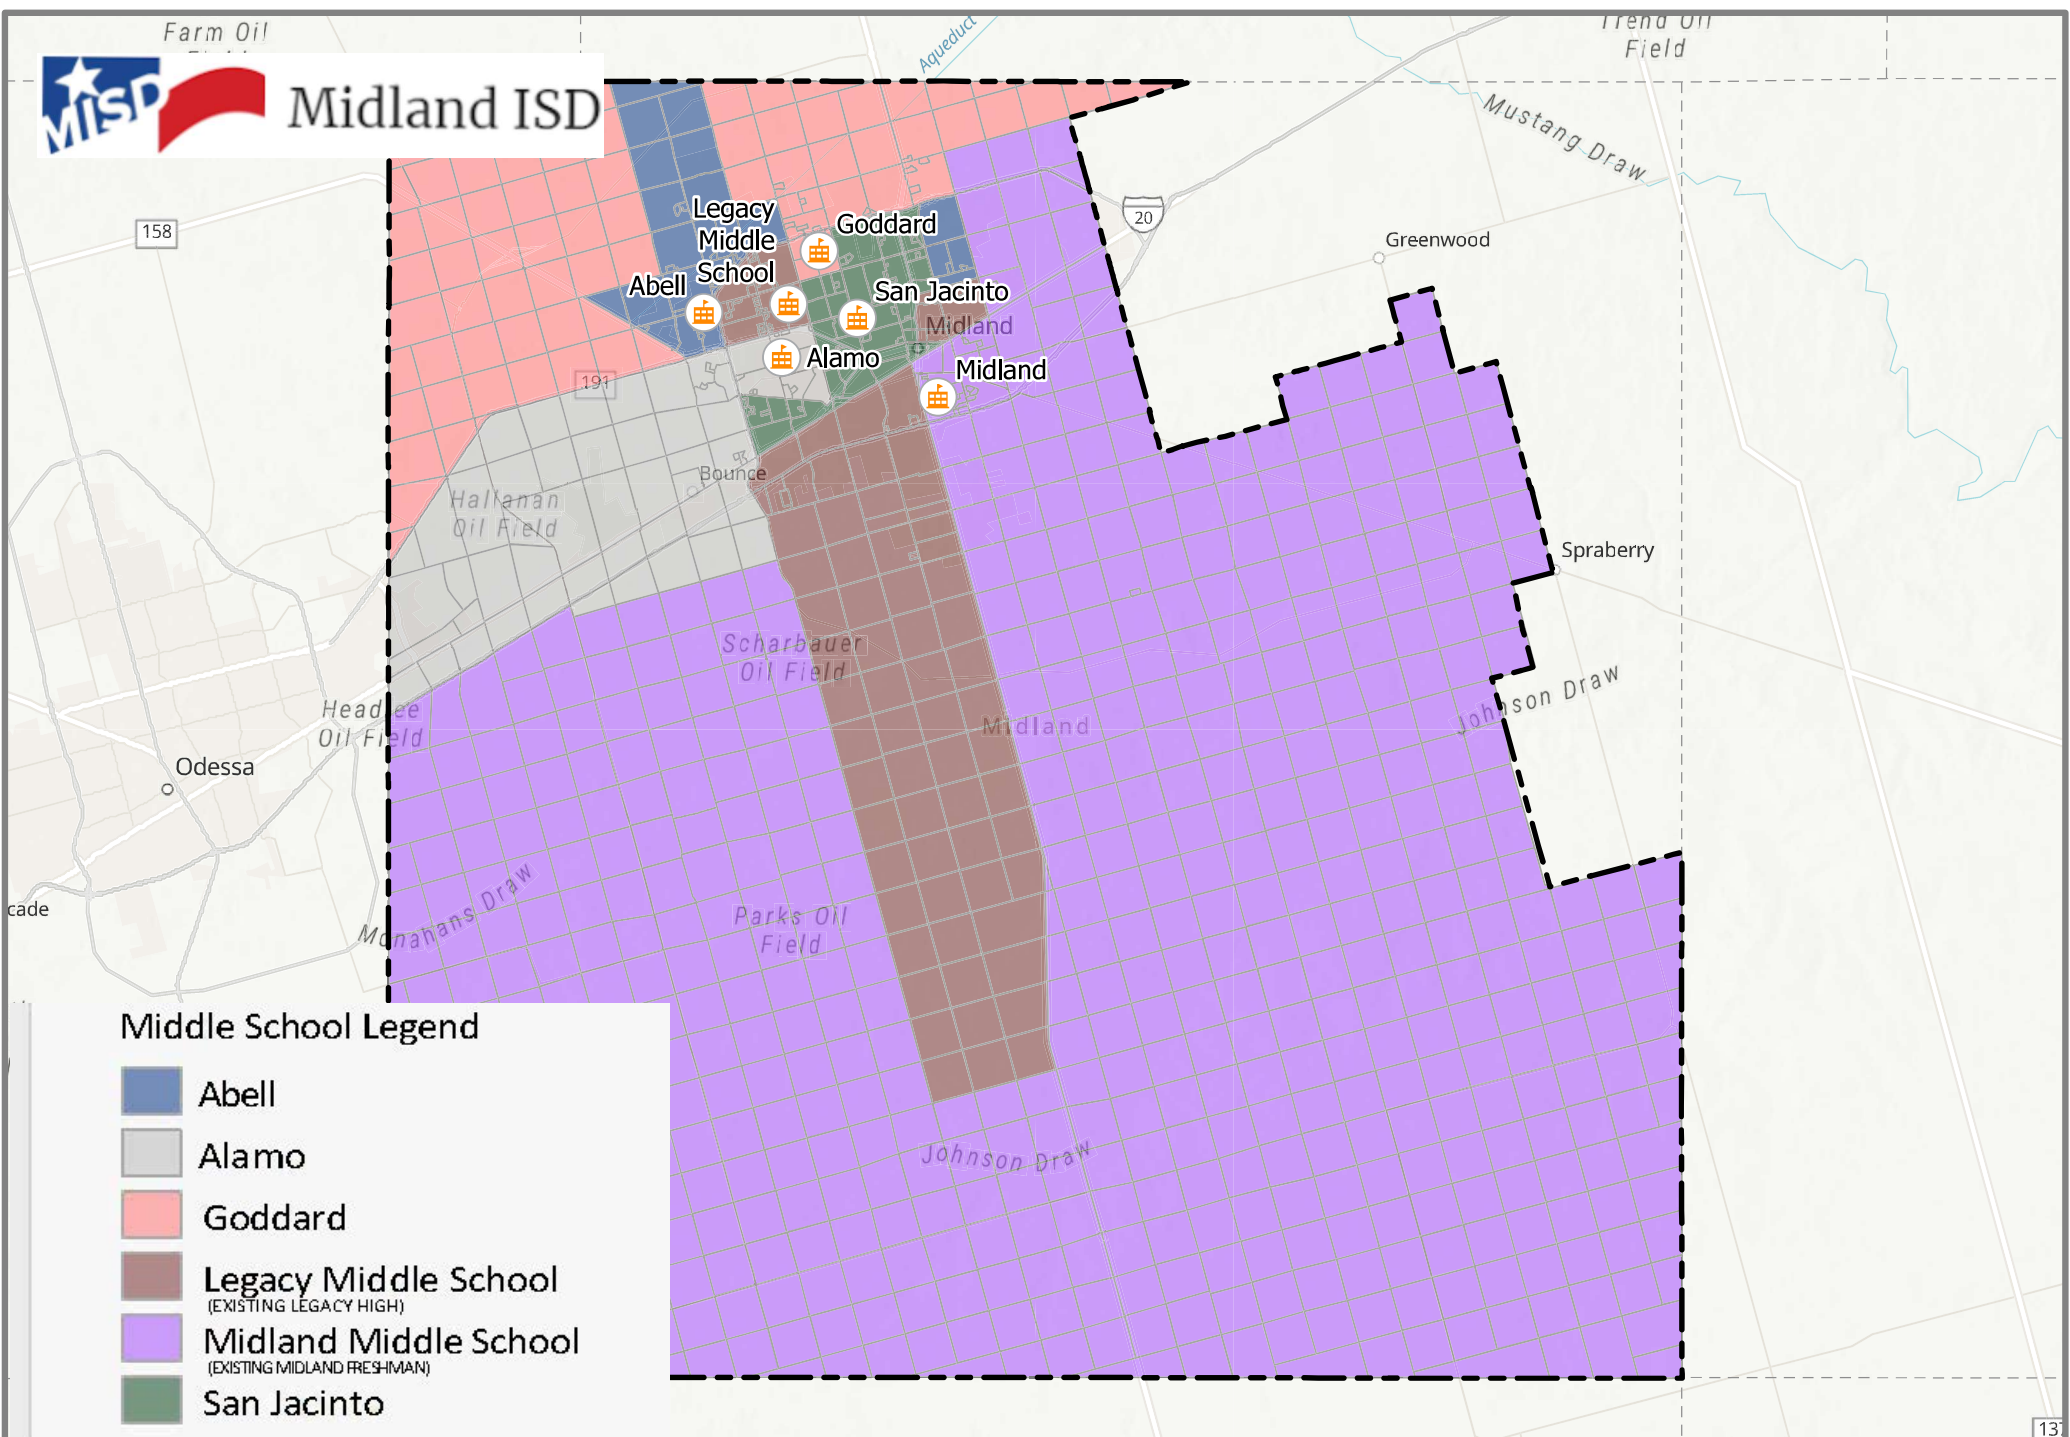 Farm Oil
Trend Oil
Field
Aqueduct
MISD
Midland ISD
Mustang Draw
158
20
Greenwood
Legacy
Middle
School
Goddard
Abell
San Jacinto
Midland
Alamo
Midland
191
Bounce
Hallanan
Oil Field
Spraberry
Scharbauer
Oil Field
Johnson Draw
Headlee
Oil Field
Midland
Odessa
Monahans Draw
cade
Parks Oil
Field
Johnson Draw
Middle School Legend
Abell
Alamo
Goddard
Legacy Middle School
(EXISTING LEGACY HIGH)
Midland Middle School
(EXISTING MIDLAND FRESHMAN)
San Jacinto